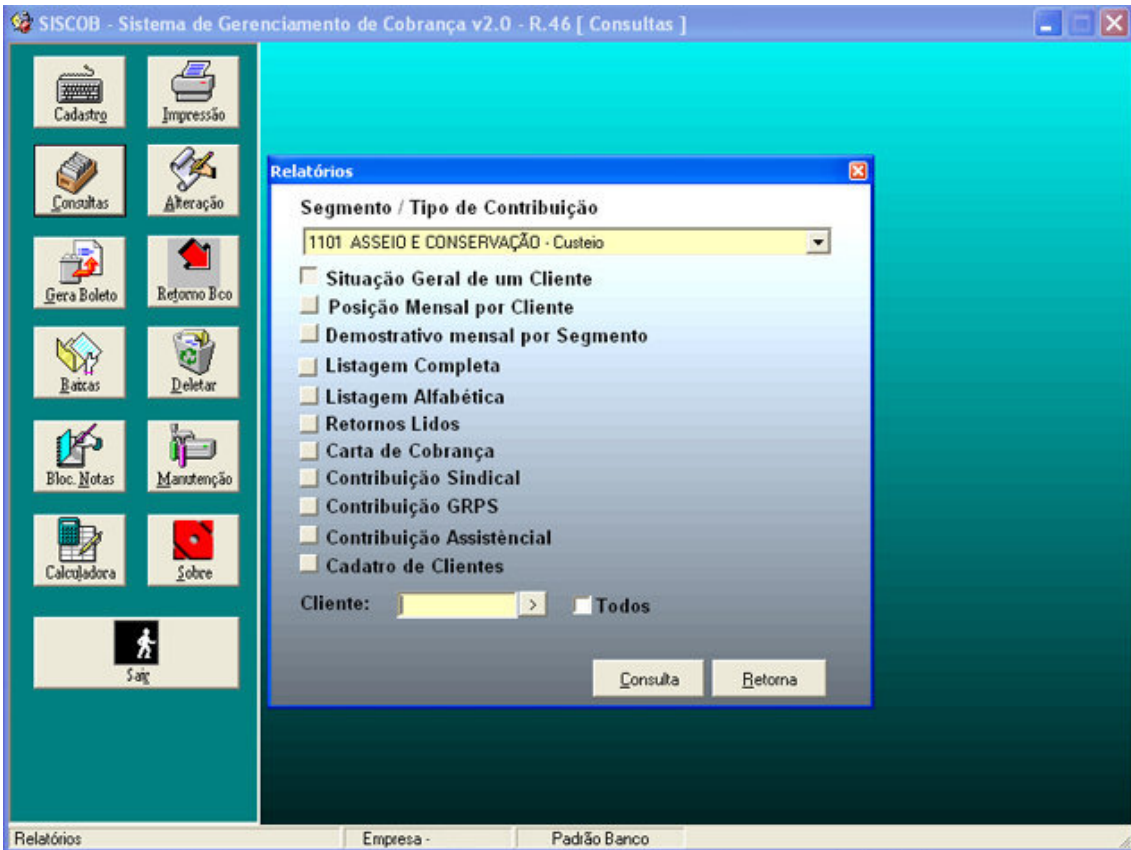 SISCOB - Sistema de Gerenciamento de Cobrança v2.0 - R.46 [ Consultas ]
Cadastro
Impressão
Consultas
Alteração
Gera Boleto
Retorno Bco
Baixas
Deletar
Bloc. Notas
Manutenção
Calculadora
Sobre
Sair
Relatórios
Segmento / Tipo de Contribuição
1101 ASSEIO E CONSERVAÇÃO - Custeio
Situação Geral de um Cliente
Posição Mensal por Cliente
Demostrativo mensal por Segmento
Listagem Completa
Listagem Alfabética
Retornos Lidos
Carta de Cobrança
Contribuição Sindical
Contribuição GRPS
Contribuição Assistêncial
Cadatro de Clientes
Cliente: > Todos
Consulta Retorna
Relatórios Empresa - Padrão Banco